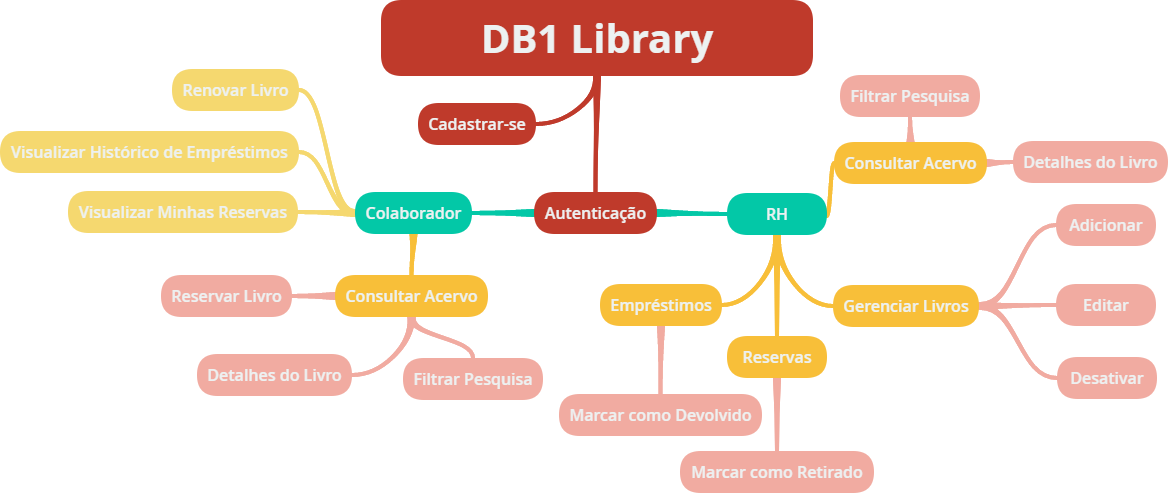 DB1 Library
Cadastrar-se
Autenticação
Colaborador
Renovar Livro
Visualizar Histórico de Empréstimos
Visualizar Minhas Reservas
Consultar Acervo
Reservar Livro
Detalhes do Livro
Filtrar Pesquisa
RH
Consultar Acervo
Filtrar Pesquisa
Detalhes do Livro
Empréstimos
Marcar como Devolvido
Reservas
Marcar como Retirado
Gerenciar Livros
Adicionar
Editar
Desativar